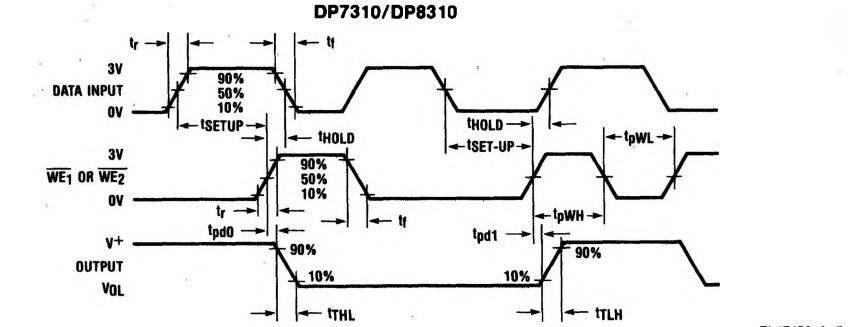 DP7310/DP8310
tr
tf
3V
DATA INPUT
0V
90%
50%
10%
tSETUP
tHOLD
tHOLD
tSET-UP
tpWL
3V
WE1 OR WE2
0V
90%
50%
10%
tr
tf
tpWH
tpd0
tpd1
V+
OUTPUT
VOL
90%
10%
10%
90%
tTHL
tTLH